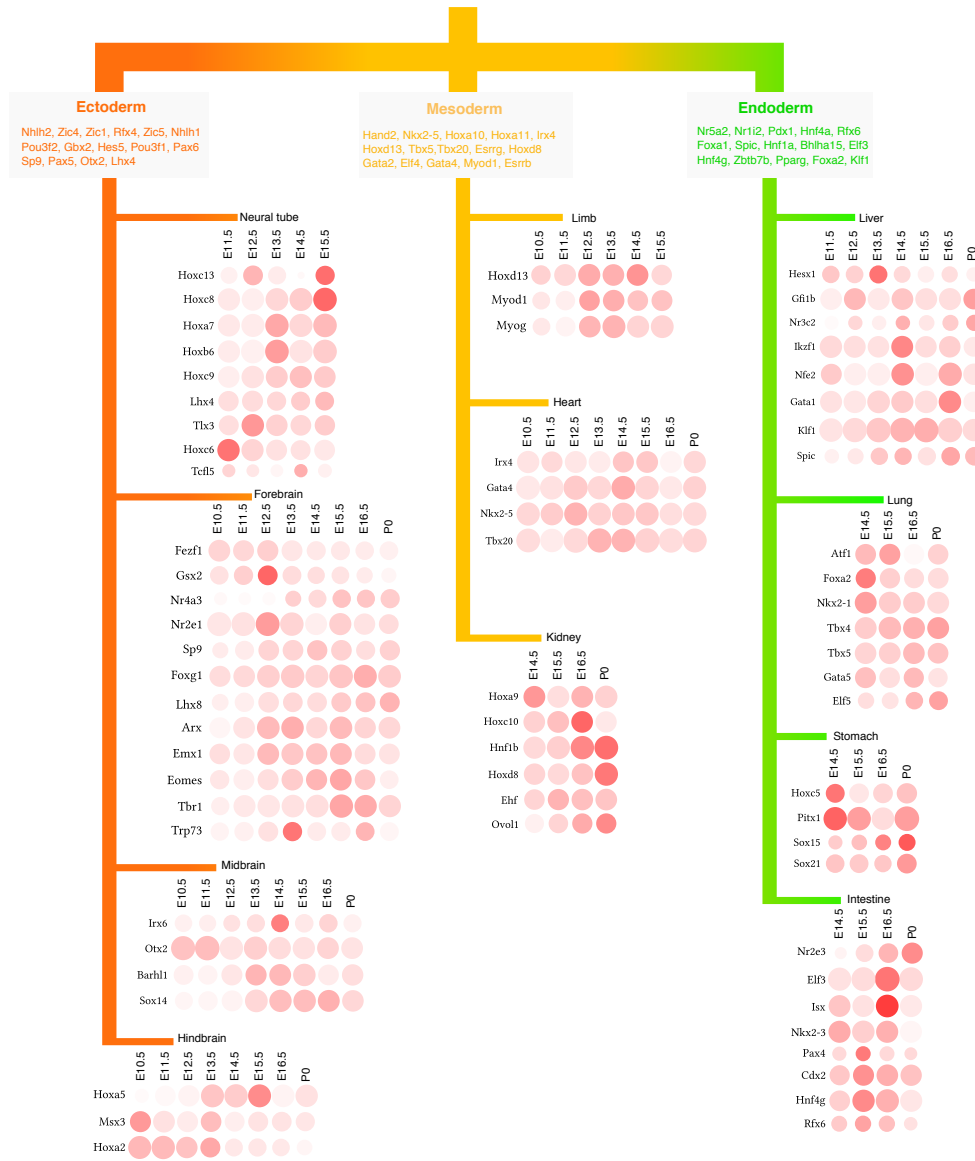 Ectoderm
Nhlh2, Zic4, Zic1, Rfx4, Zic5, Nhlh1
Pou3f2, Gbx2, Hes5, Pou3f1, Pax6
Sp9, Pax5, Otx2, Lhx4
Mesoderm
Hand2, Nkx2-5, Hoxa10, Hoxa11, Irx4
Hoxd13, Tbx5,Tbx20, Esrrg, Hoxd8
Gata2, Elf4, Gata4, Myod1, Esrrb
Endoderm
Nr5a2, Nr1i2, Pdx1, Hnf4a, Rfx6
Foxa1, Spic, Hnf1a, Bhlha15, Elf3
Hnf4g, Zbtb7b, Pparg, Foxa2, Klf1
Neural tube
E11.5 E12.5 E13.5 E14.5 E15.5
Hoxc13
Hoxc8
Hoxa7
Hoxb6
Hoxc9
Lhx4
Tlx3
Hoxc6
Tcfl5
Forebrain
E10.5 E11.5 E12.5 E13.5 E14.5 E15.5 E16.5 P0
Fezf1
Gsx2
Nr4a3
Nr2e1
Sp9
Foxg1
Lhx8
Arx
Emx1
Eomes
Tbr1
Trp73
Midbrain
E10.5 E11.5 E12.5 E13.5 E14.5 E15.5 E16.5 P0
Irx6
Otx2
Barhl1
Sox14
Hindbrain
E10.5 E11.5 E12.5 E13.5 E14.5 E15.5 E16.5 P0
Hoxa5
Msx3
Hoxa2
Limb
E10.5 E11.5 E12.5 E13.5 E14.5 E15.5
Hoxd13
Myod1
Myog
Heart
E10.5 E11.5 E12.5 E13.5 E14.5 E15.5 E16.5 P0
Irx4
Gata4
Nkx2-5
Tbx20
Kidney
E14.5 E15.5 E16.5 P0
Hoxa9
Hoxc10
Hnf1b
Hoxd8
Ehf
Ovol1
Liver
E11.5 E12.5 E13.5 E14.5 E15.5 E16.5 P0
Hesx1
Gfi1b
Nr3c2
Ikzf1
Nfe2
Gata1
Klf1
Spic
Lung
E14.5 E15.5 E16.5 P0
Atf1
Foxa2
Nkx2-1
Tbx4
Tbx5
Gata5
Elf5
Stomach
E14.5 E15.5 E16.5 P0
Hoxc5
Pitx1
Sox15
Sox21
Intestine
E14.5 E15.5 E16.5 P0
Nr2e3
Elf3
Isx
Nkx2-3
Pax4
Cdx2
Hnf4g
Rfx6